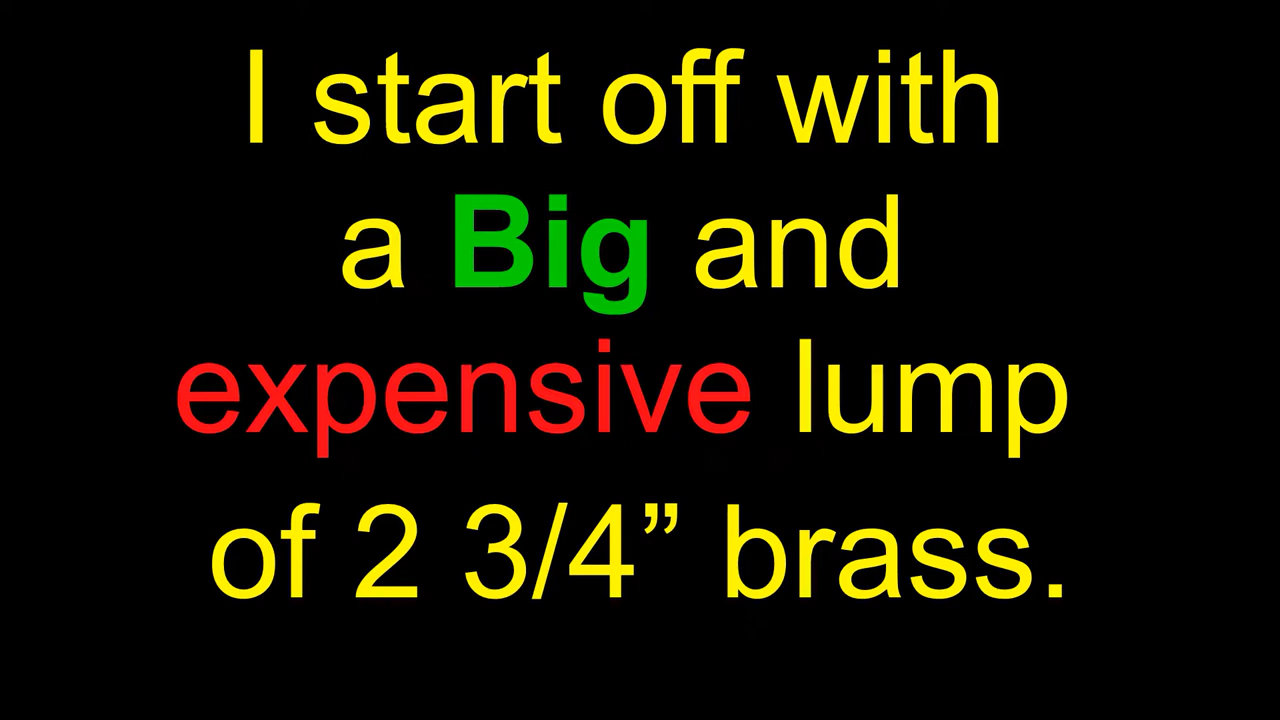 I start off with
a Big and
expensive lump
of 2 3/4” brass.